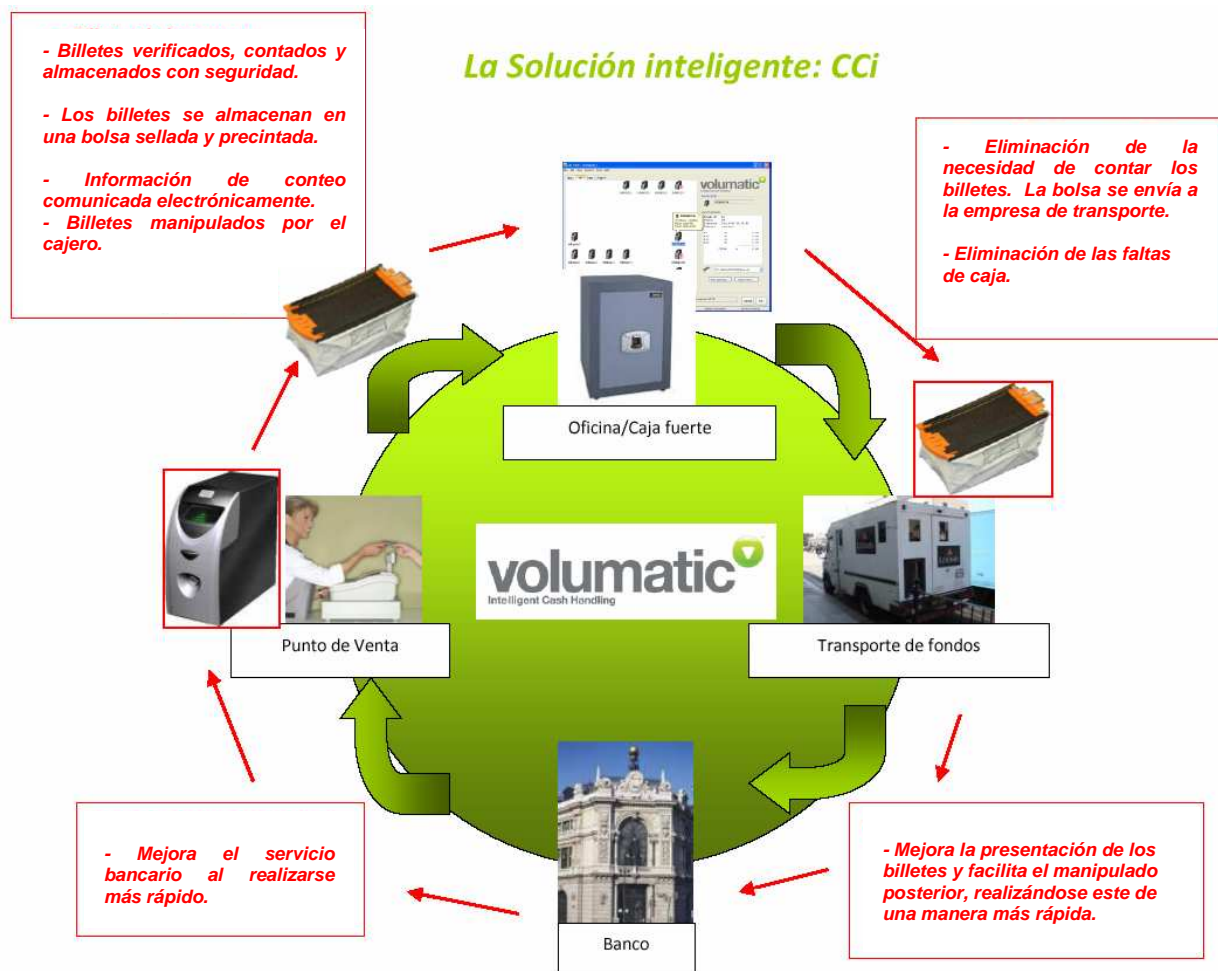 La Solución inteligente: CCi
- Billetes verificados, contados y
almacenados con seguridad.
- Los billetes se almacenan en
una bolsa sellada y precintada.
- Información de conteo
comunicada electrónicamente.
- Billetes manipulados por el
cajero.
- Eliminación de la
necesidad de contar los
billetes. La bolsa se envía a
la empresa de transporte.
- Eliminación de las faltas
de caja.
volumatic
Oficina/Caja fuerte
volumatic
Intelligent Cash Handling
Punto de Venta
Transporte de fondos
- Mejora el servicio
bancario al realizarse
más rápido.
- Mejora la presentación de los
billetes y facilita el manipulado
posterior, realizándose este de
una manera más rápida.
Banco